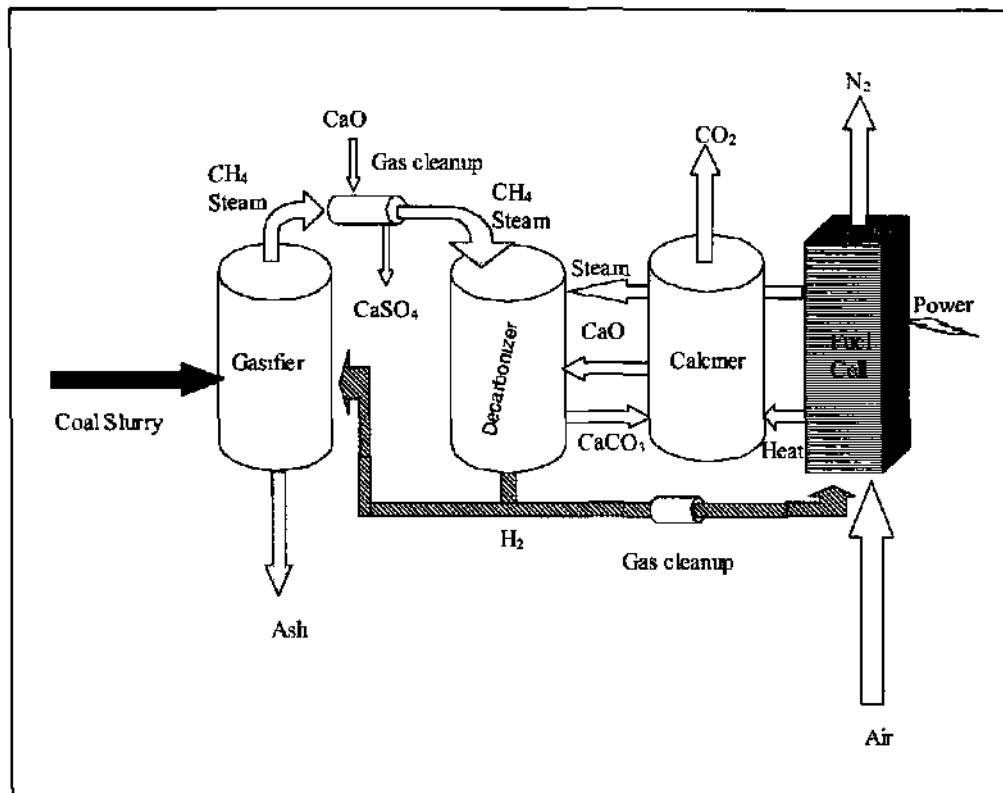 N₂
CaO
CO₂
Gas cleanup
CH₄
Steam
CH₄
Steam
Steam
CaSO₄
CaO
Power
Gasifier
Decarbonizer
Calciner
Fuel
Cell
Coal Slurry
CaCO₃
Heat
H₂
Gas cleanup
Ash
Air